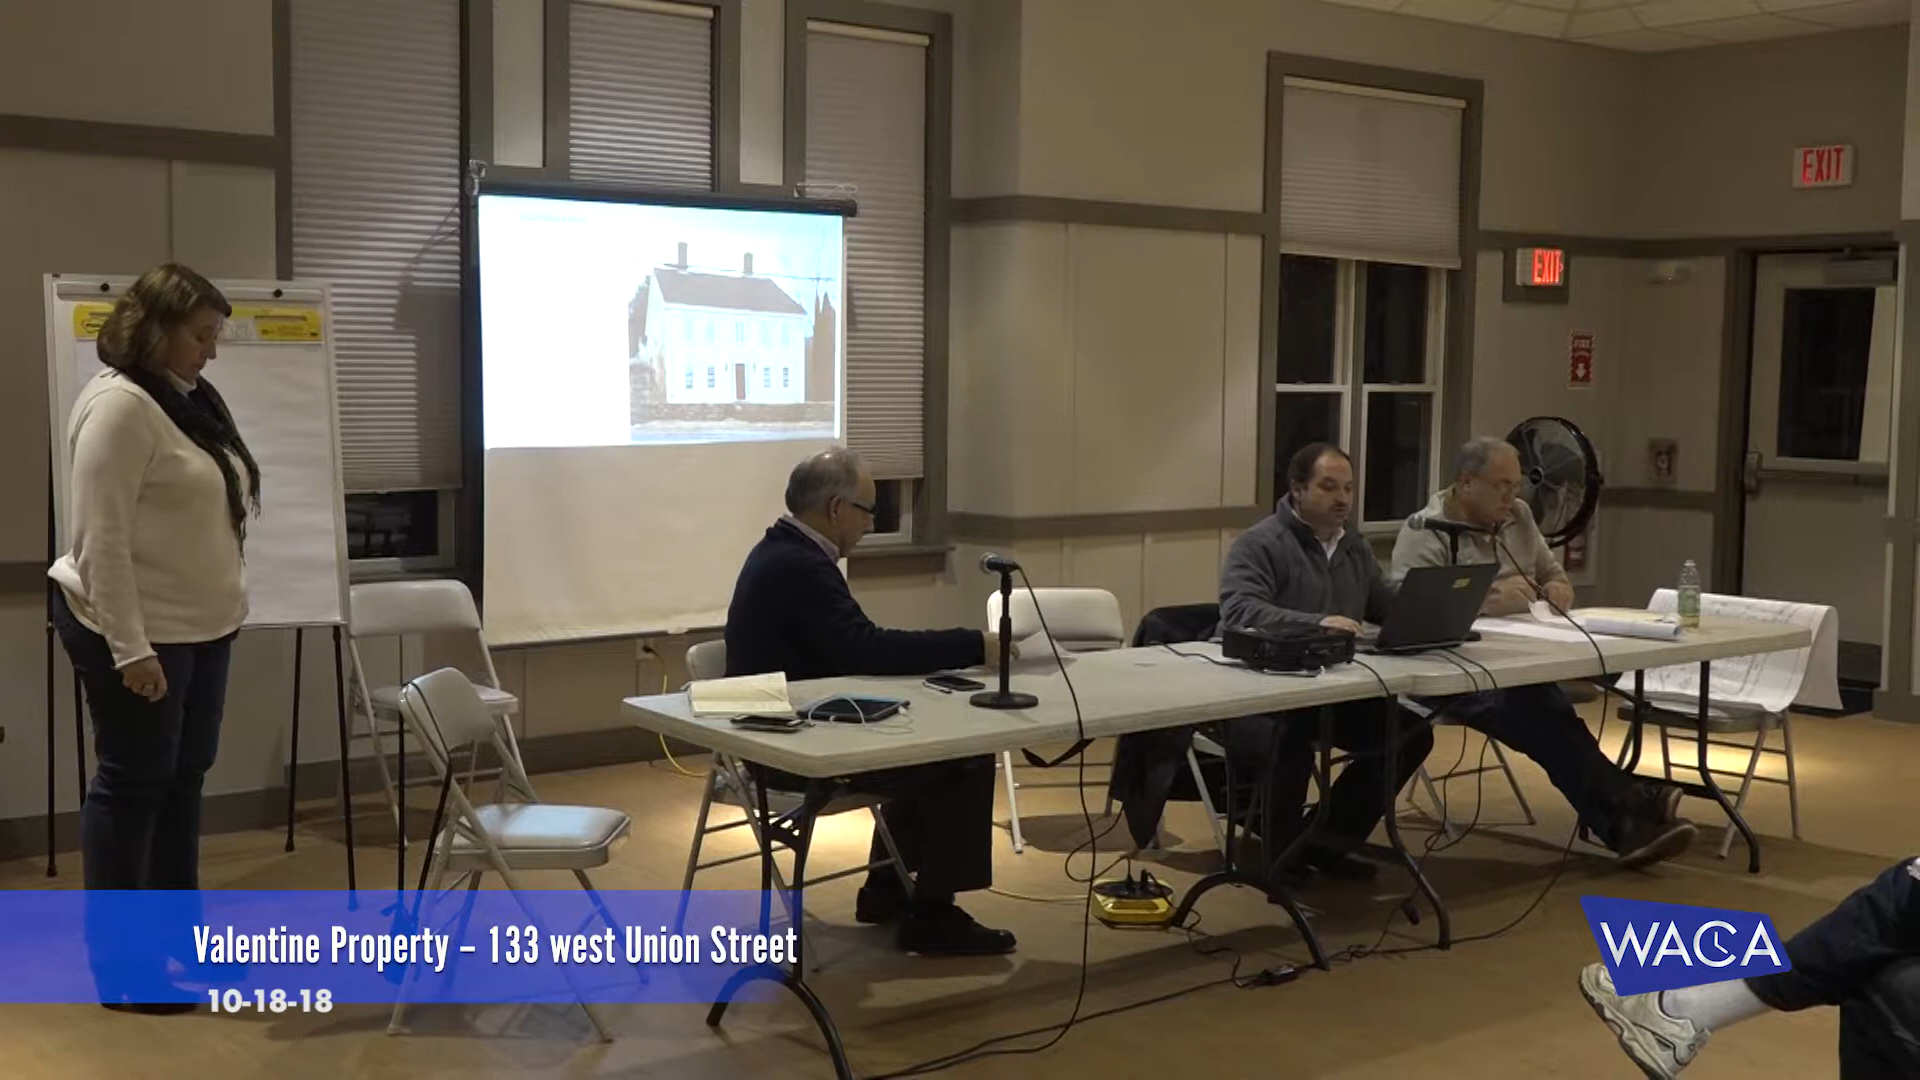 EXIT
EXIT
Valentine Property – 133 west Union Street
10-18-18
WACA